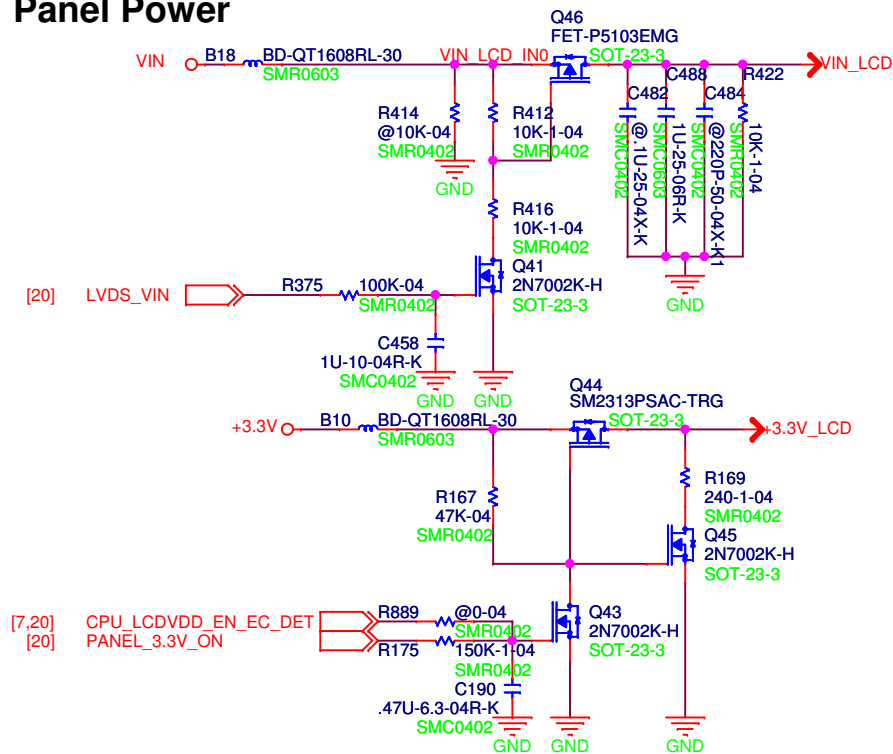 Panel Power
Q46
FET-P5103EMG
SOT-23-3
VIN
B18
BD-QT1608RL-30
SMR0603
VIN_LCD_IN0
VIN_LCD
R414
@10K-04
SMR0402
GND
R412
10K-1-04
SMR0402
C482
@.1U-25-04X-K
SMC0402
C488
1U-25-06R-K
SMC0603
C484
@220P-50-04X-K1
SMC0402
R422
10K-1-04
SMR0402
GND
R416
10K-1-04
SMR0402
Q41
2N7002K-H
SOT-23-3
[20]
LVDS_VIN
R375
100K-04
SMR0402
C458
1U-10-04R-K
SMC0402
GND
GND
Q44
SM2313PSAC-TRG
SOT-23-3
+3.3V
B10
BD-QT1608RL-30
SMR0603
+3.3V_LCD
R167
47K-04
SMR0402
R169
240-1-04
SMR0402
Q45
2N7002K-H
SOT-23-3
[7,20]
CPU_LCDVDD_EN_EC_DET
R889
@0-04
SMR0402
[20]
PANEL_3.3V_ON
R175
150K-1-04
SMR0402
Q43
2N7002K-H
SOT-23-3
C190
.47U-6.3-04R-K
SMC0402
GND
GND
GND